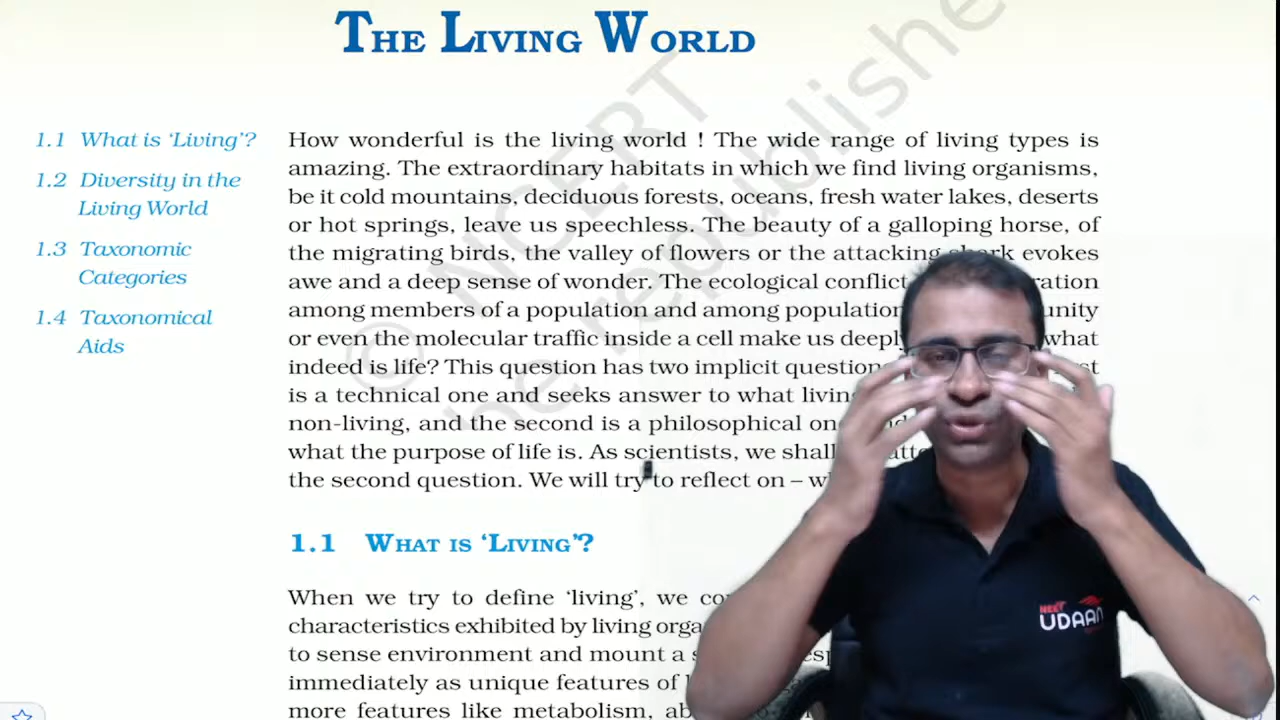 THE LIVING WORLD
1.1 What is ‘Living’?
1.2 Diversity in the
Living World
1.3 Taxonomic
Categories
1.4 Taxonomical
Aids
How wonderful is the living world ! The wide range of living types is
amazing. The extraordinary habitats in which we find living organisms,
be it cold mountains, deciduous forests, oceans, fresh water lakes, deserts
or hot springs, leave us speechless. The beauty of a galloping horse, of
the migrating birds, the valley of flowers or the attacking shark evokes
awe and a deep sense of wonder. The ecological conflict
among members of a population and among population
or even the molecular traffic inside a cell make us deeply what
indeed is life? This question has two implicit question
is a technical one and seeks answer to what living
non-living, and the second is a philosophical one
what the purpose of life is. As scientists, we shall
the second question. We will try to reflect on –
1.1 WHAT IS ‘LIVING’?
When we try to define ‘living’, we
characteristics exhibited by living
to sense environment and mount a
immediately as unique features of
more features like metabolism,
© NCERT
be republishe
NEET
UDAAN